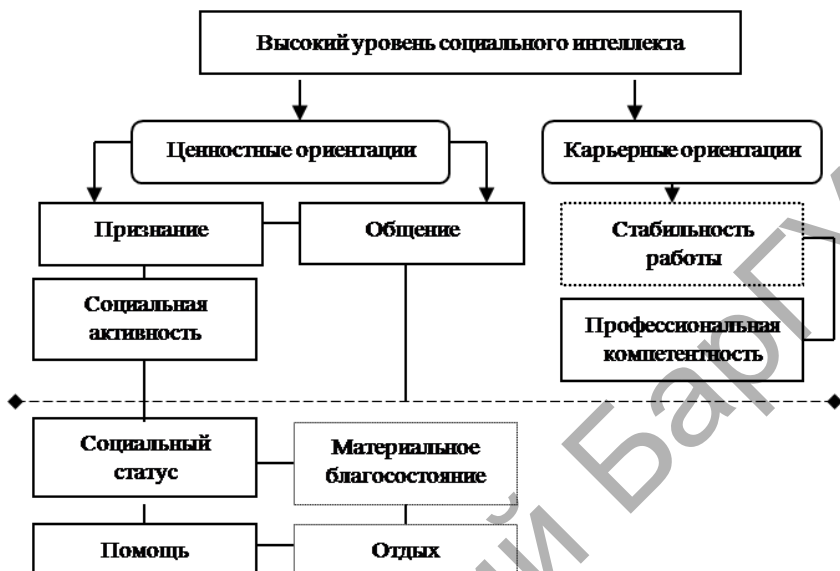 Высокий уровень социального интеллекта
Ценностные ориентации
Карьерные ориентации
Признание
Общение
Стабильность
работы
Социальная
активность
Профессиональная
компетентность
Социальный
статус
Материальное
благосостояние
Помощь
Отдых
БарГУ